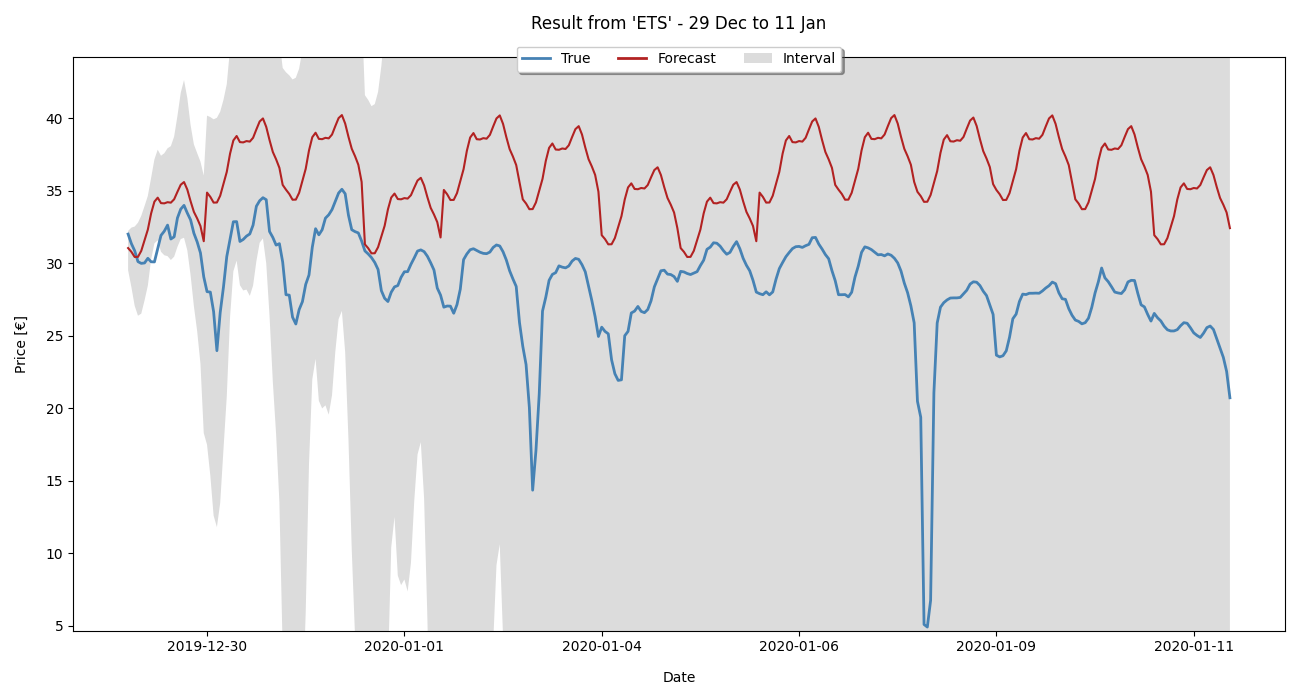 Result from 'ETS' - 29 Dec to 11 Jan
True Forecast Interval
Price [€]
40
35
30
25
20
15
10
5
2019-12-30 2020-01-01 2020-01-04 2020-01-06 2020-01-09 2020-01-11
Date